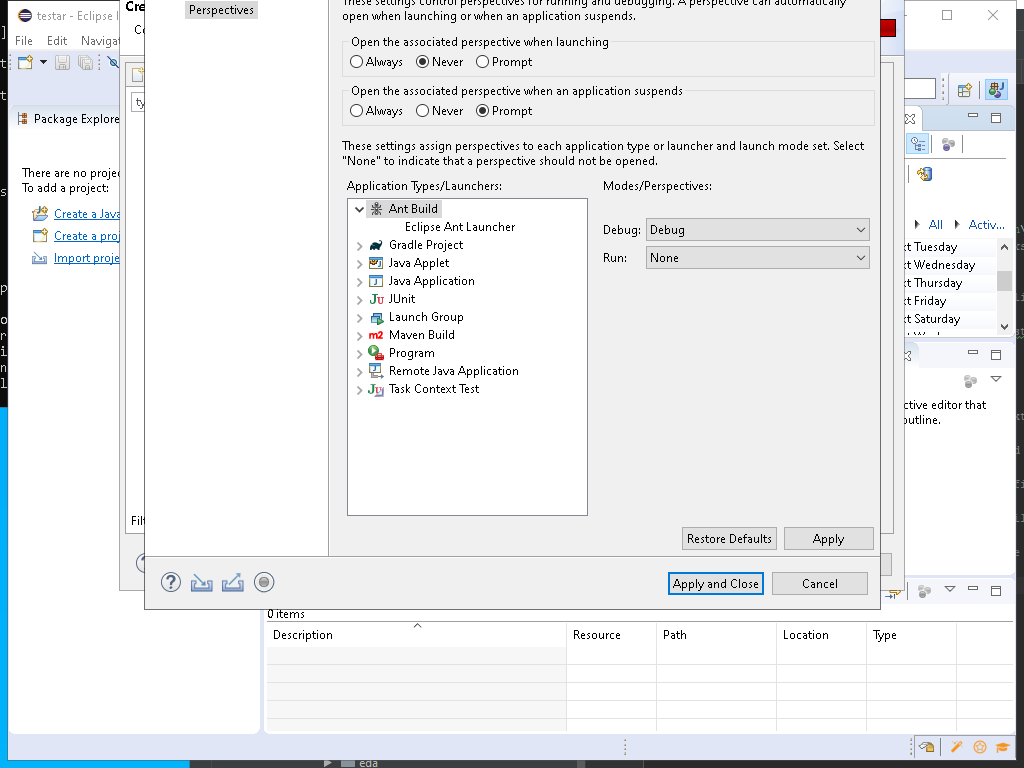 testar - Eclipse I
Cre
Perspectives
These settings control perspectives for running and debugging. A perspective can automatically
open when launching or when an application suspends.
File Edit Navigat
Open the associated perspective when launching
Always Never Prompt
Open the associated perspective when an application suspends
Always Never Prompt
Package Explore
These settings assign perspectives to each application type or launcher and launch mode set. Select
"None" to indicate that a perspective should not be opened.
There are no projec
To add a project:
Create a Java
Create a proj
Import proje
Application Types/Launchers:
Modes/Perspectives:
Ant Build
Eclipse Ant Launcher
Gradle Project
Java Applet
Java Application
JUnit
Launch Group
Maven Build
Program
Remote Java Application
Task Context Test
Debug: Debug
Run: None
All Activ...
xt Tuesday
xt Wednesday
xt Thursday
xt Friday
xt Saturday
ctive editor that
outline.
Filt
Restore Defaults Apply
Apply and Close Cancel
0 items
Description Resource Path Location Type
eda